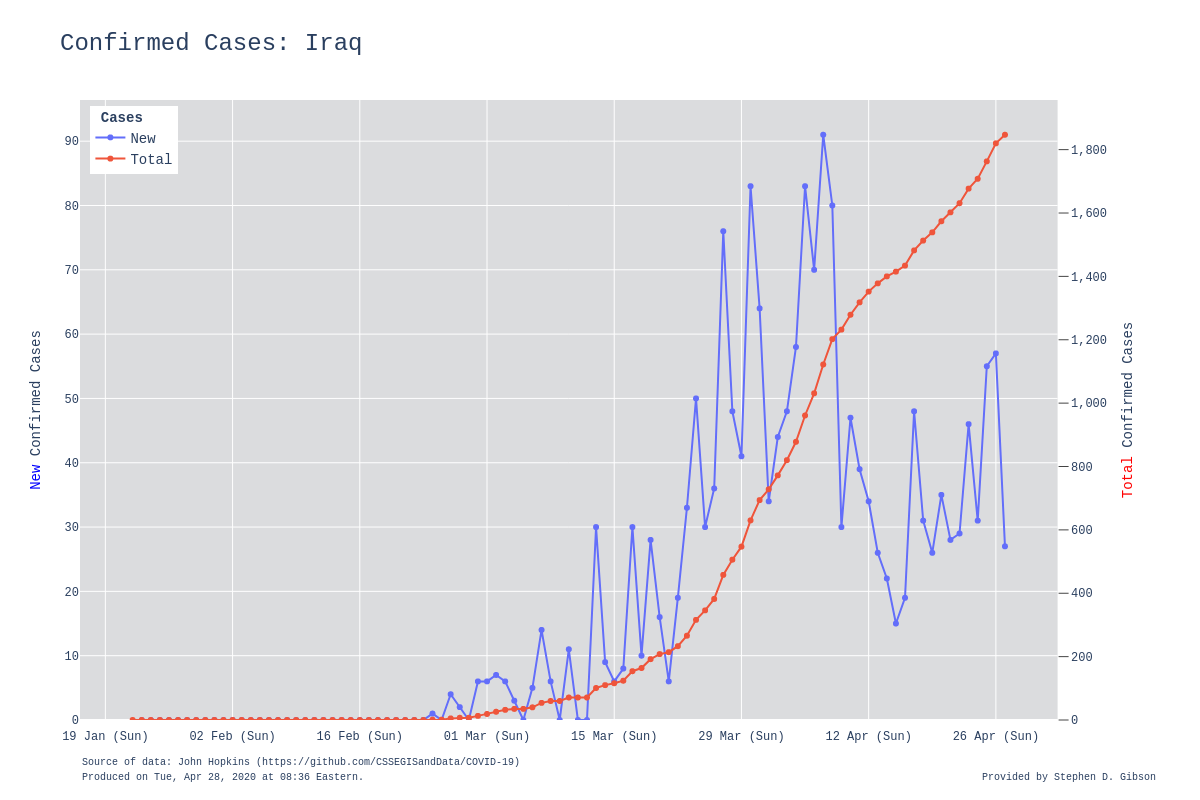 Confirmed Cases: Iraq
Cases
New
Total
90
80
70
60
50
40
30
20
10
0
New Confirmed Cases
1,800
1,600
1,400
1,200
1,000
800
600
400
200
0
Total Confirmed Cases
19 Jan (Sun) 02 Feb (Sun) 16 Feb (Sun) 01 Mar (Sun) 15 Mar (Sun) 29 Mar (Sun) 12 Apr (Sun) 26 Apr (Sun)
Source of data: John Hopkins (https://github.com/CSSEGISandData/COVID-19)
Produced on Tue, Apr 28, 2020 at 08:36 Eastern.
Provided by Stephen D. Gibson